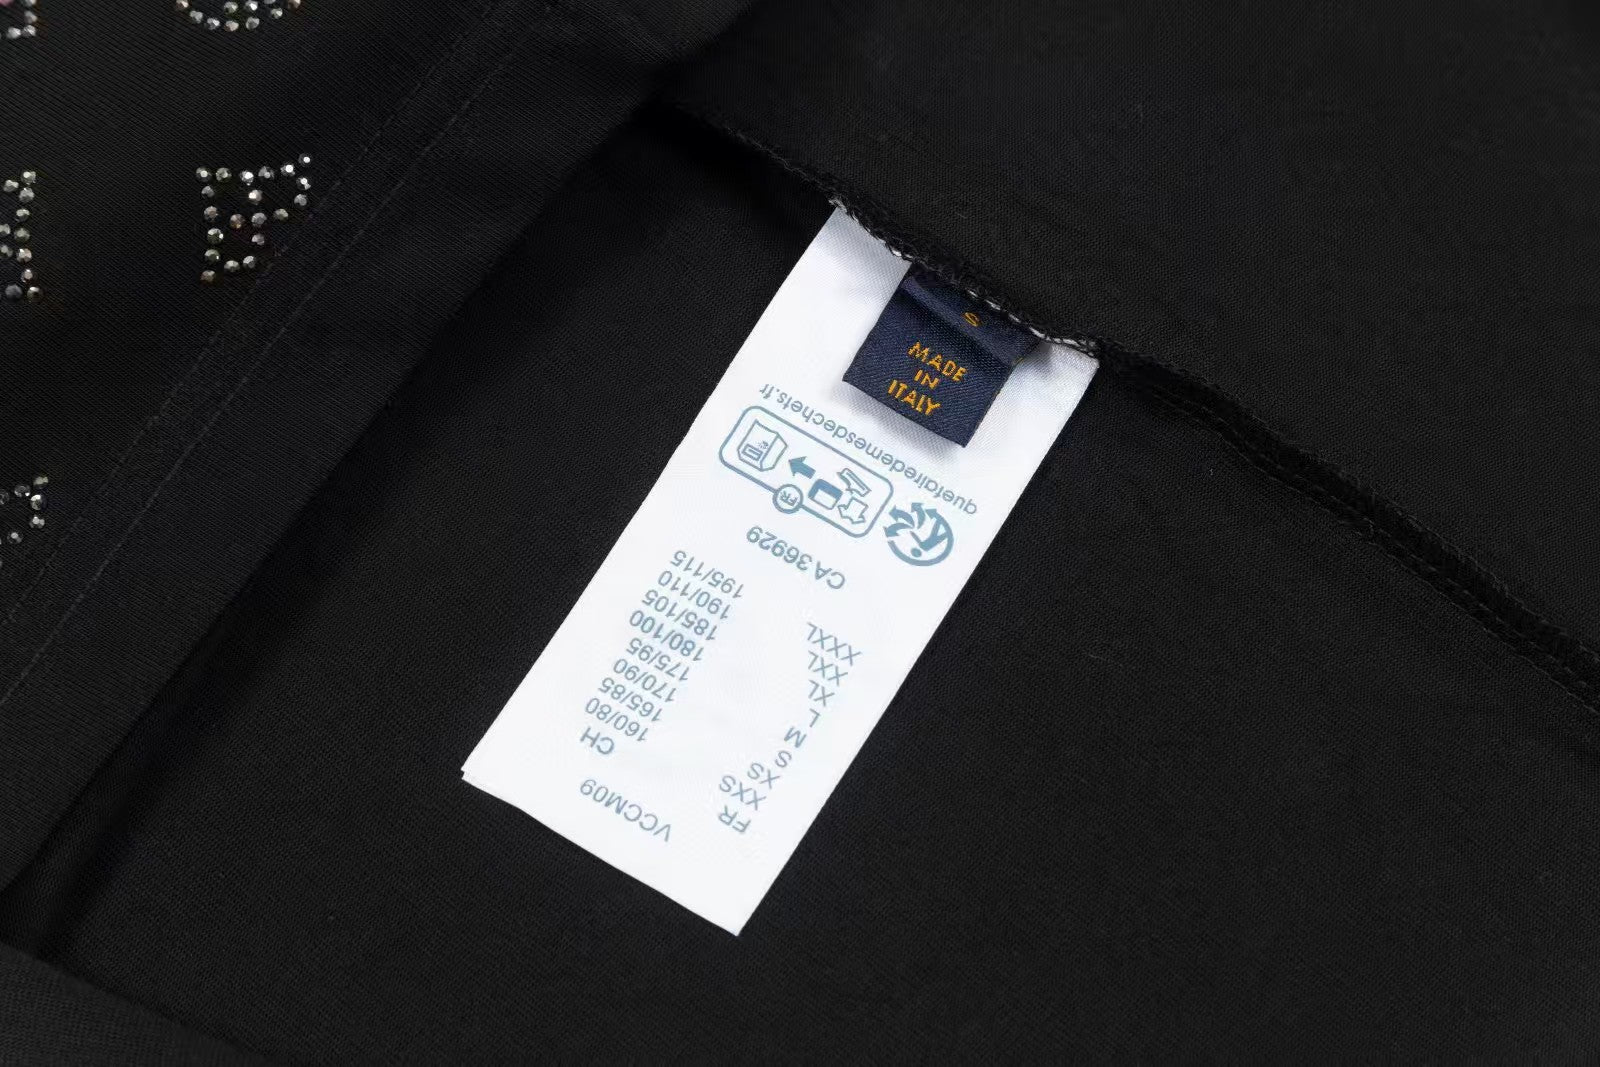 S
MADE
IN
ITALY
VCCM09
FR CH
XXS 160/80
XS 165/85
S 170/90
M 175/95
L 180/100
XL 185/105
XXL 190/110
XXXL 195/115
CA 36929
FR
quefairedemesdechets.fr